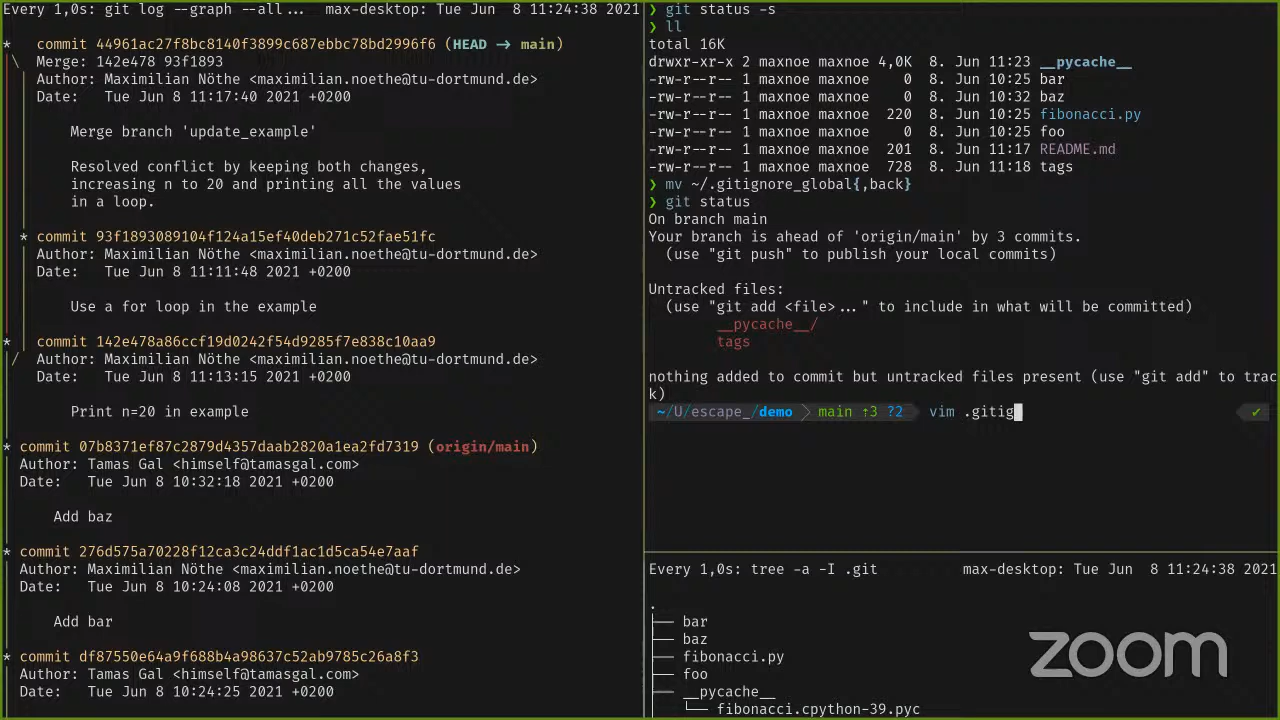 Every 1,0s: git log --graph --all... max-desktop: Tue Jun 8 11:24:38 2021
* commit 44961ac27f8bc8140f3899c687ebbc78bd2996f6 (HEAD → main)
\ Merge: 142e478 93f1893
Author: Maximilian Nöthe <maximilian.noethe@tu-dortmund.de>
Date: Tue Jun 8 11:17:40 2021 +0200
Merge branch 'update_example'
Resolved conflict by keeping both changes,
increasing n to 20 and printing all the values
in a loop.
* commit 93f1893089104f124a15ef40deb271c52fae51fc
Author: Maximilian Nöthe <maximilian.noethe@tu-dortmund.de>
Date: Tue Jun 8 11:11:48 2021 +0200
Use a for loop in the example
* commit 142e478a86ccf19d0242f54d9285f7e838c10aa9
/ Author: Maximilian Nöthe <maximilian.noethe@tu-dortmund.de>
Date: Tue Jun 8 11:13:15 2021 +0200
Print n=20 in example
* commit 07b8371ef87c2879d4357daab2820a1ea2fd7319 (origin/main)
Author: Tamas Gal <himself@tamasgal.com>
Date: Tue Jun 8 10:32:18 2021 +0200
Add baz
* commit 276d575a70228f12ca3c24ddf1ac1d5ca54e7aaf
Author: Maximilian Nöthe <maximilian.noethe@tu-dortmund.de>
Date: Tue Jun 8 10:24:08 2021 +0200
Add bar
* commit df87550e64a9f688b4a98637c52ab9785c26a8f3
Author: Tamas Gal <himself@tamasgal.com>
Date: Tue Jun 8 10:24:25 2021 +0200
❯ git status -s
❯ ll
total 16K
drwxr-xr-x 2 maxnoe maxnoe 4,0K 8. Jun 11:23 __pycache__
-rw-r--r-- 1 maxnoe maxnoe 0 8. Jun 10:25 bar
-rw-r--r-- 1 maxnoe maxnoe 0 8. Jun 10:32 baz
-rw-r--r-- 1 maxnoe maxnoe 220 8. Jun 10:25 fibonacci.py
-rw-r--r-- 1 maxnoe maxnoe 0 8. Jun 10:25 foo
-rw-r--r-- 1 maxnoe maxnoe 201 8. Jun 11:17 README.md
-rw-r--r-- 1 maxnoe maxnoe 728 8. Jun 11:18 tags
❯ mv ~/.gitignore_global{,back}
❯ git status
On branch main
Your branch is ahead of 'origin/main' by 3 commits.
(use "git push" to publish your local commits)
Untracked files:
(use "git add <file>..." to include in what will be committed)
__pycache__/
tags
nothing added to commit but untracked files present (use "git add" to trac
k)
~/U/escape_/demo main ⇡3 ?2 vim .gitig ✔
Every 1,0s: tree -a -I .git max-desktop: Tue Jun 8 11:24:38 2021
.
├── bar
├── baz
├── fibonacci.py
├── foo
├── __pycache__
└── fibonacci.cpython-39.pyc
zoom